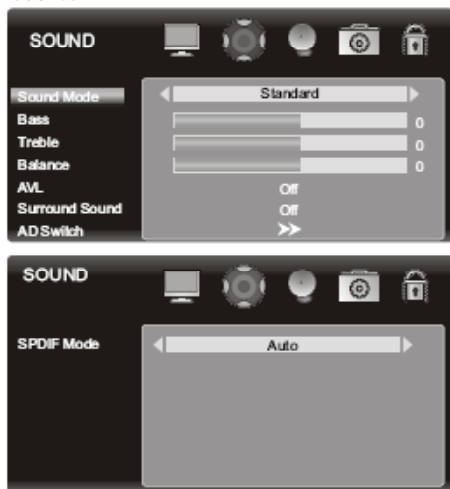 SOUND
Sound Mode Standard
Bass 0
Treble 0
Balance 0
AVL Off
Surround Sound Off
AD Switch
SOUND
SPDIF Mode Auto